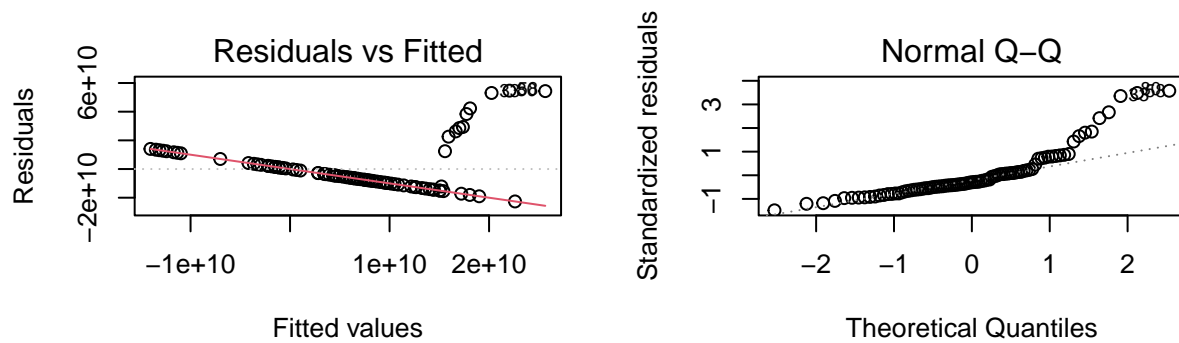 Residuals vs Fitted
Residuals
−2e+10
6e+10
−1e+10
1e+10
2e+10
Fitted values
Normal Q−Q
Standardized residuals
−1
1
3
−2
−1
0
1
2
Theoretical Quantiles